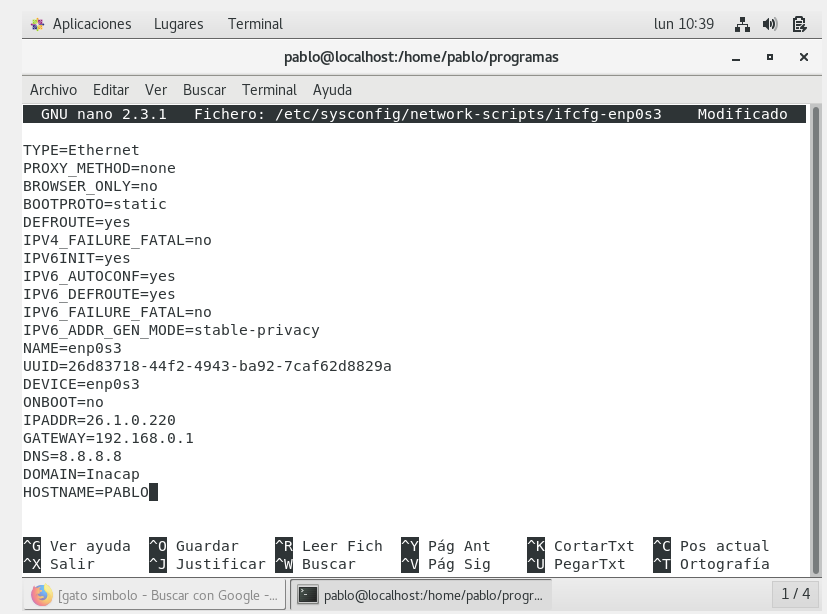 Aplicaciones Lugares Terminal lun 10:39
pablo@localhost:/home/pablo/programas
Archivo Editar Ver Buscar Terminal Ayuda
GNU nano 2.3.1 Fichero: /etc/sysconfig/network-scripts/ifcfg-enp0s3 Modificado
TYPE=Ethernet
PROXY_METHOD=none
BROWSER_ONLY=no
BOOTPROTO=static
DEFROUTE=yes
IPV4_FAILURE_FATAL=no
IPV6INIT=yes
IPV6_AUTOCONF=yes
IPV6_DEFROUTE=yes
IPV6_FAILURE_FATAL=no
IPV6_ADDR_GEN_MODE=stable-privacy
NAME=enp0s3
UUID=26d83718-44f2-4943-ba92-7caf62d8829a
DEVICE=enp0s3
ONBOOT=no
IPADDR=26.1.0.220
GATEWAY=192.168.0.1
DNS=8.8.8.8
DOMAIN=Inacap
HOSTNAME=PABLO
^G Ver ayuda ^O Guardar ^R Leer Fich ^Y Pág Ant ^K CortarTxt ^C Pos actual
^X Salir ^J Justificar ^W Buscar ^V Pág Sig ^U PegarTxt ^T Ortografía
[gato simbolo - Buscar con Google -... pablo@localhost:/home/pablo/progr... 1 / 4